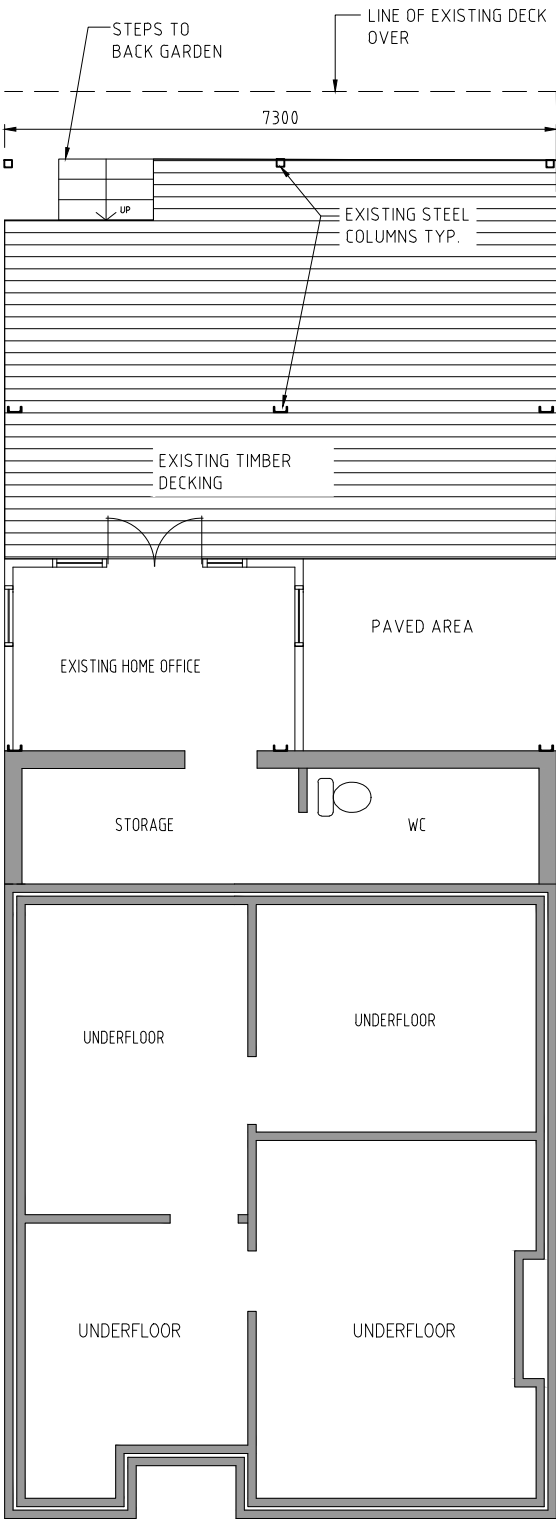 STEPS TO
BACK GARDEN
LINE OF EXISTING DECK
OVER
7300
UP
EXISTING STEEL
COLUMNS TYP.
EXISTING TIMBER
DECKING
PAVED AREA
EXISTING HOME OFFICE
STORAGE
WC
UNDERFLOOR
UNDERFLOOR
UNDERFLOOR
UNDERFLOOR